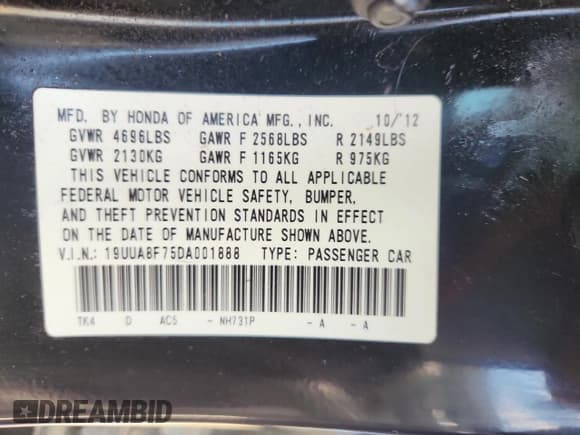 MFD. BY HONDA OF AMERICA MFG., INC. 10/12
GVWR 4696LBS GAWR F 2568LBS R 2149LBS
GVWR 2130KG GAWR F 1165KG R 975KG
THIS VEHICLE CONFORMS TO ALL APPLICABLE
FEDERAL MOTOR VEHICLE SAFETY, BUMPER,
AND THEFT PREVENTION STANDARDS IN EFFECT
ON THE DATE OF MANUFACTURE SHOWN ABOVE.
V.I.N.: 19UUA8F75DA001888 TYPE: PASSENGER CAR
TK4 D AC5 - NH731P - A - A
DREAMBID